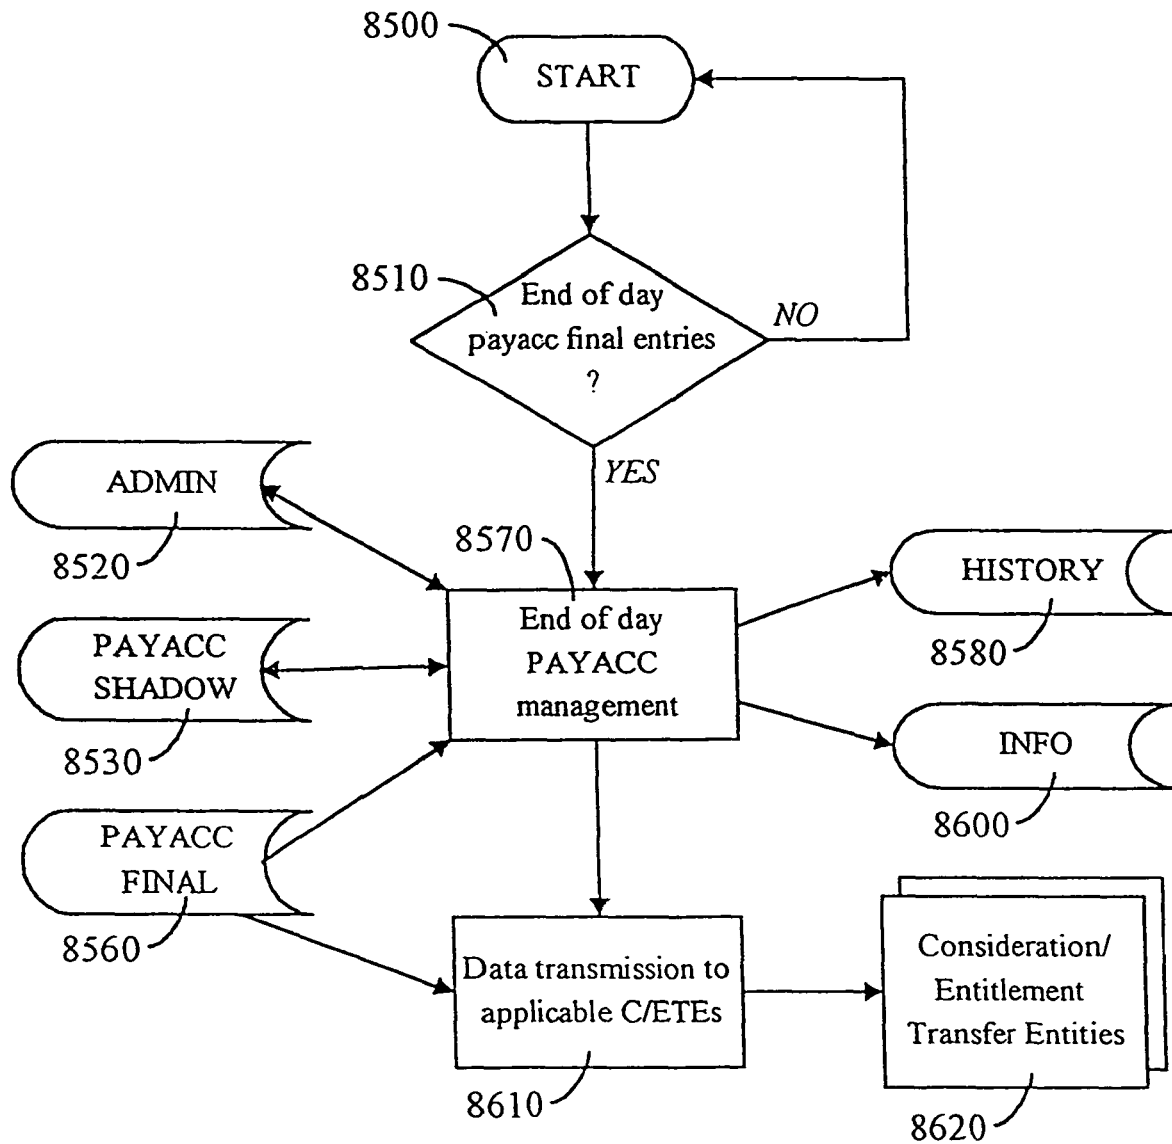 8500
START
8510
End of day
payacc final entries
?
NO
YES
ADMIN
8520
8570
End of day
PAYACC
management
HISTORY
8580
PAYACC
SHADOW
8530
INFO
8600
PAYACC
FINAL
8560
Data transmission to
applicable C/ETEs
8610
Consideration/
Entitlement
Transfer Entities
8620